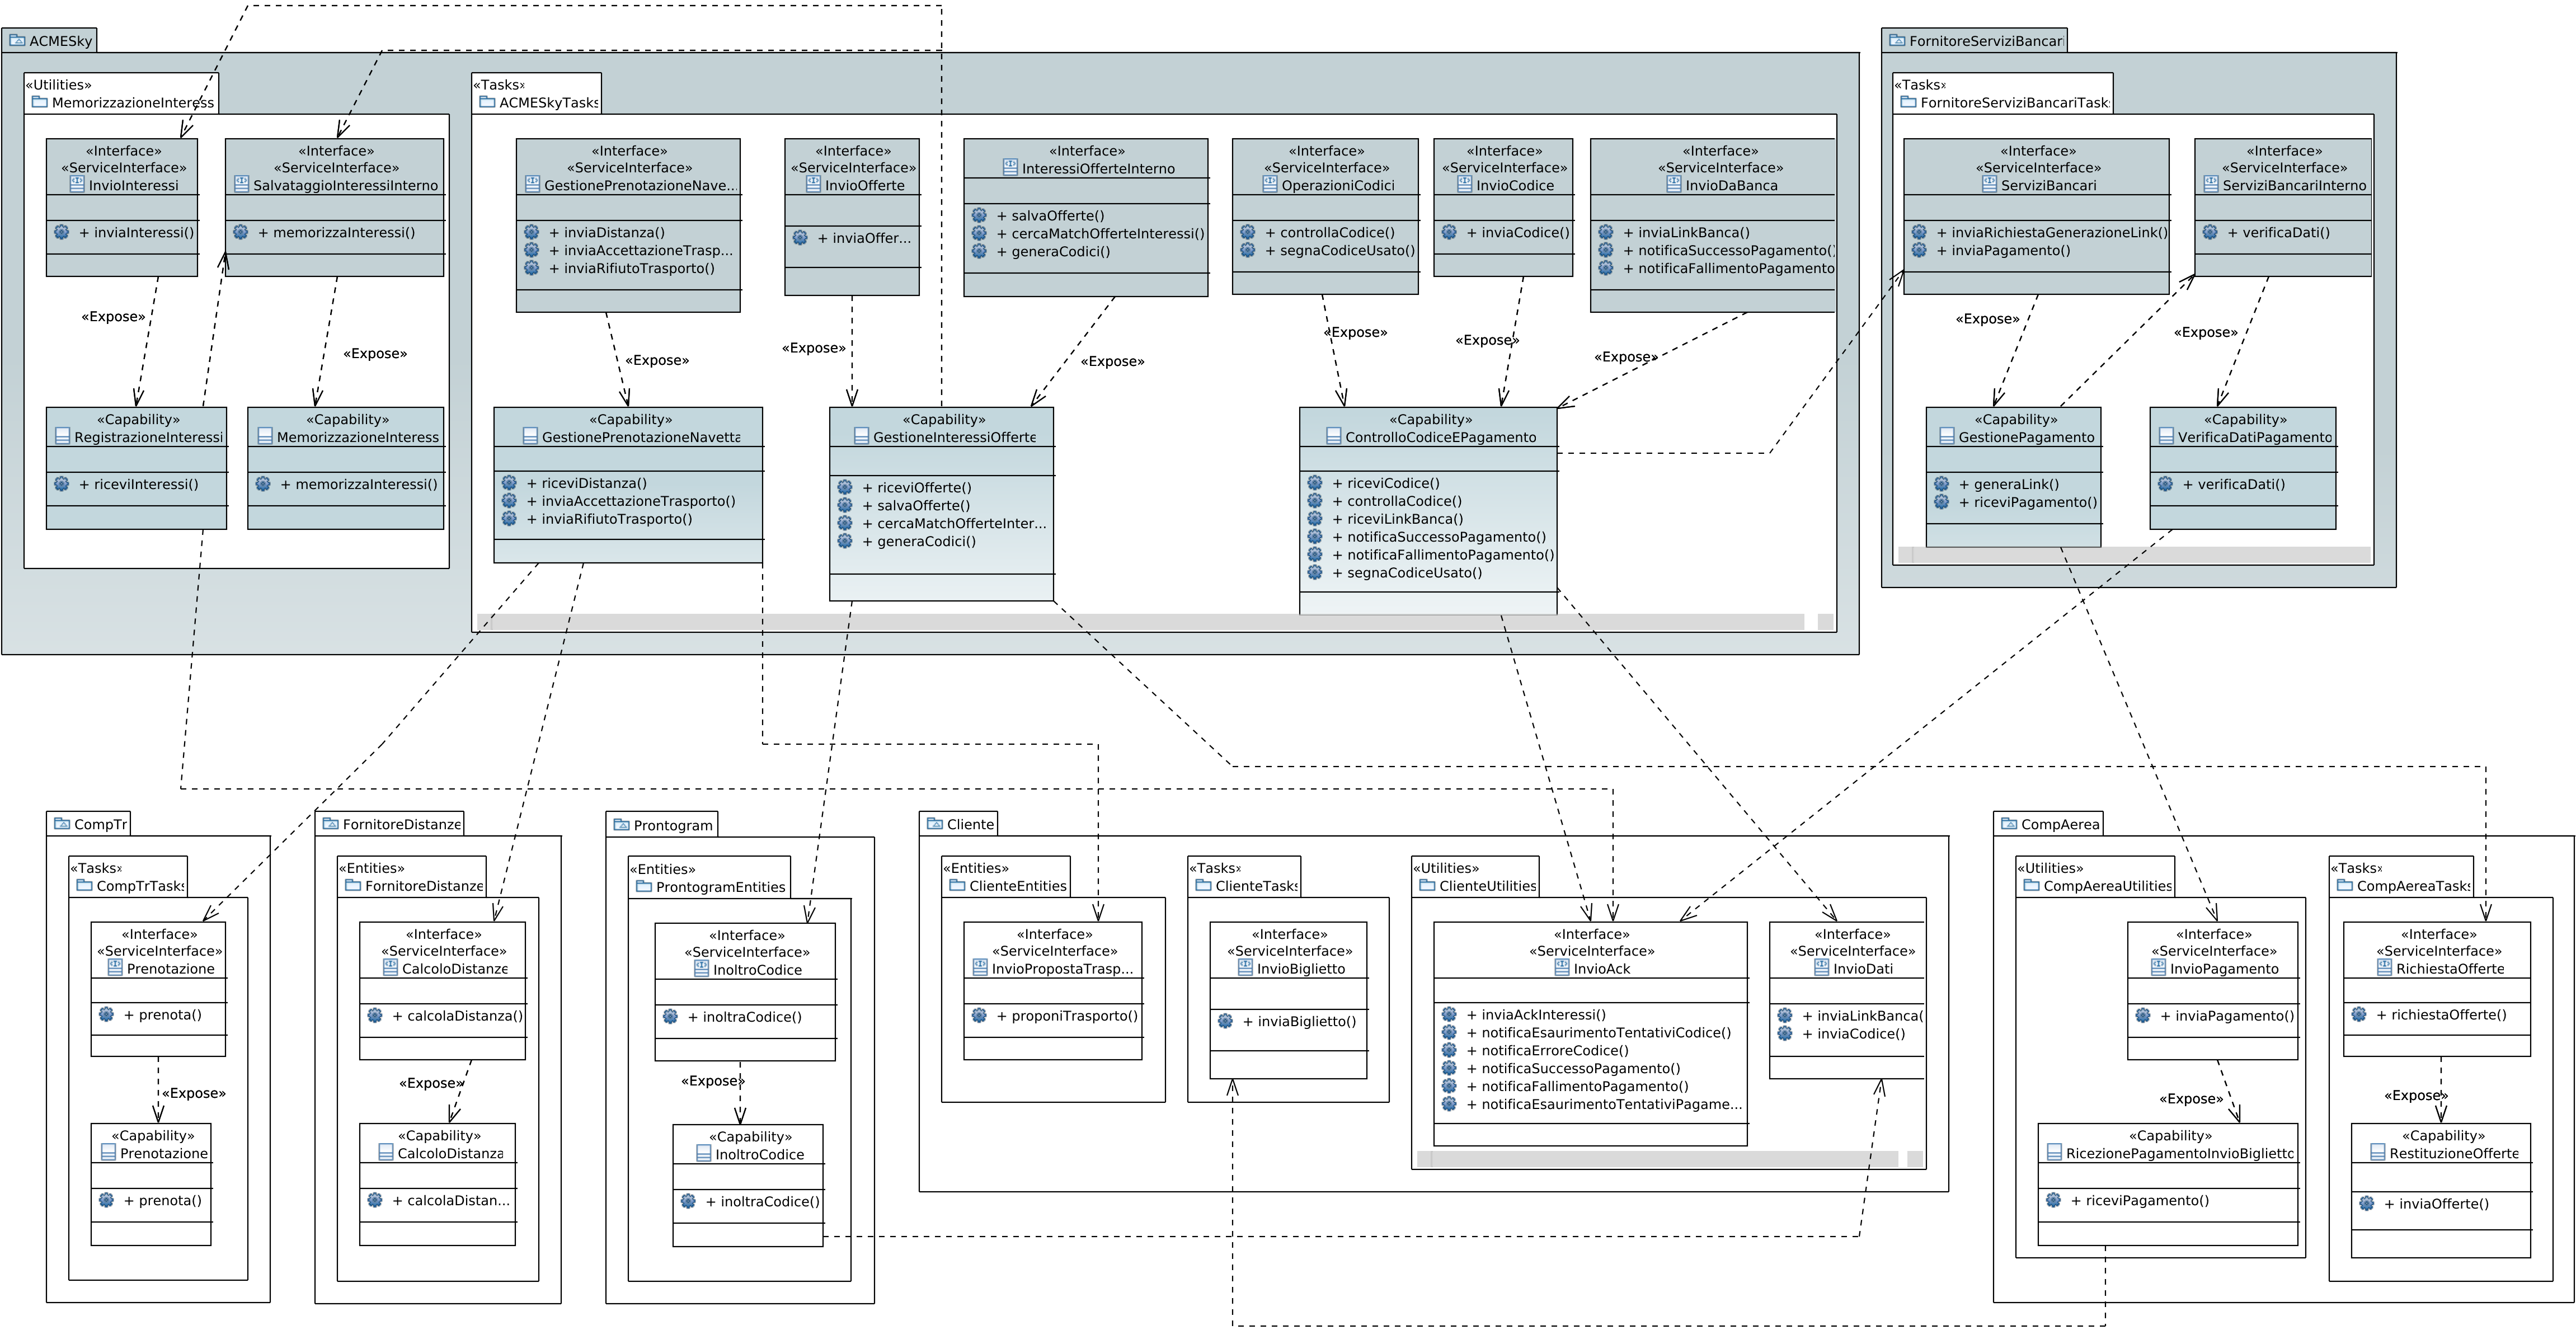 ACMESky
«Utilities»
MemorizzazioneInteress
«Interface»
«ServiceInterface»
InvioInteressi
+ inviaInteressi()
«Interface»
«ServiceInterface»
SalvataggioInteressiInterno
+ memorizzaInteressi()
«Expose»
«Expose»
«Capability»
RegistrazioneInteressi
+ riceviInteressi()
«Capability»
MemorizzazioneInteress
+ memorizzaInteressi()
«Tasks»
ACMESkyTasks
«Interface»
«ServiceInterface»
GestionePrenotazioneNave...
+ inviaDistanza()
+ inviaAccettazioneTrasp...
+ inviaRifiutoTrasporto()
«Interface»
«ServiceInterface»
InvioOfferte
+ inviaOffer...
«Interface»
InteressiOfferteInterno
+ salvaOfferte()
+ cercaMatchOfferteInteressi()
+ generaCodici()
«Interface»
«ServiceInterface»
OperazioniCodici
+ controllaCodice()
+ segnaCodiceUsato()
«Interface»
«ServiceInterface»
InvioCodice
+ inviaCodice()
«Interface»
«ServiceInterface»
InvioDaBanca
+ inviaLinkBanca()
+ notificaSuccessoPagamento()
+ notificaFallimentoPagamento
«Expose»
«Expose»
«Expose»
«Expose»
«Expose»
«Expose»
«Capability»
GestionePrenotazioneNavetta
+ riceviDistanza()
+ inviaAccettazioneTrasporto()
+ inviaRifiutoTrasporto()
«Capability»
GestioneInteressiOfferte
+ riceviOfferte()
+ salvaOfferte()
+ cercaMatchOfferteInter...
+ generaCodici()
«Capability»
ControlloCodiceEPagamento
+ riceviCodice()
+ controllaCodice()
+ riceviLinkBanca()
+ notificaSuccessoPagamento()
+ notificaFallimentoPagamento()
+ segnaCodiceUsato()
FornitoreServiziBancari
«Tasks»
FornitoreServiziBancariTask
«Interface»
«ServiceInterface»
ServiziBancari
+ inviaRichiestaGenerazioneLink()
+ inviaPagamento()
«Interface»
«ServiceInterface»
ServiziBancariInterno
+ verificaDati()
«Expose»
«Expose»
«Capability»
GestionePagamento
+ generaLink()
+ riceviPagamento()
«Capability»
VerificaDatiPagamento
+ verificaDati()
CompTr
«Tasks»
CompTrTasks
«Interface»
«ServiceInterface»
Prenotazione
+ prenota()
«Expose»
«Capability»
Prenotazione
+ prenota()
FornitoreDistanze
«Entities»
FornitoreDistanze
«Interface»
«ServiceInterface»
CalcoloDistanze
+ calcolaDistanza()
«Expose»
«Capability»
CalcoloDistanza
+ calcolaDistan...
Prontogram
«Entities»
ProntogramEntities
«Interface»
«ServiceInterface»
InoltroCodice
+ inoltraCodice()
«Expose»
«Capability»
InoltroCodice
+ inoltraCodice()
Cliente
«Entities»
ClienteEntities
«Interface»
«ServiceInterface»
InvioPropostaTrasp...
+ proponiTrasporto()
«Tasks»
ClienteTasks
«Interface»
«ServiceInterface»
InvioBiglietto
+ inviaBiglietto()
«Utilities»
ClienteUtilities
«Interface»
«ServiceInterface»
InvioAck
+ inviaAckInteressi()
+ notificaEsaurimentoTentativiCodice()
+ notificaErroreCodice()
+ notificaSuccessoPagamento()
+ notificaFallimentoPagamento()
+ notificaEsaurimentoTentativiPagame...
«Interface»
«ServiceInterface»
InvioDati
+ inviaLinkBanca(
+ inviaCodice()
CompAerea
«Utilities»
CompAereaUtilities
«Interface»
«ServiceInterface»
InvioPagamento
+ inviaPagamento()
«Expose»
«Capability»
RicezionePagamentoInvioBiglietto
+ riceviPagamento()
«Tasks»
CompAereaTasks
«Interface»
«ServiceInterface»
RichiestaOfferte
+ richiestaOfferte()
«Expose»
«Capability»
RestituzioneOfferte
+ inviaOfferte()